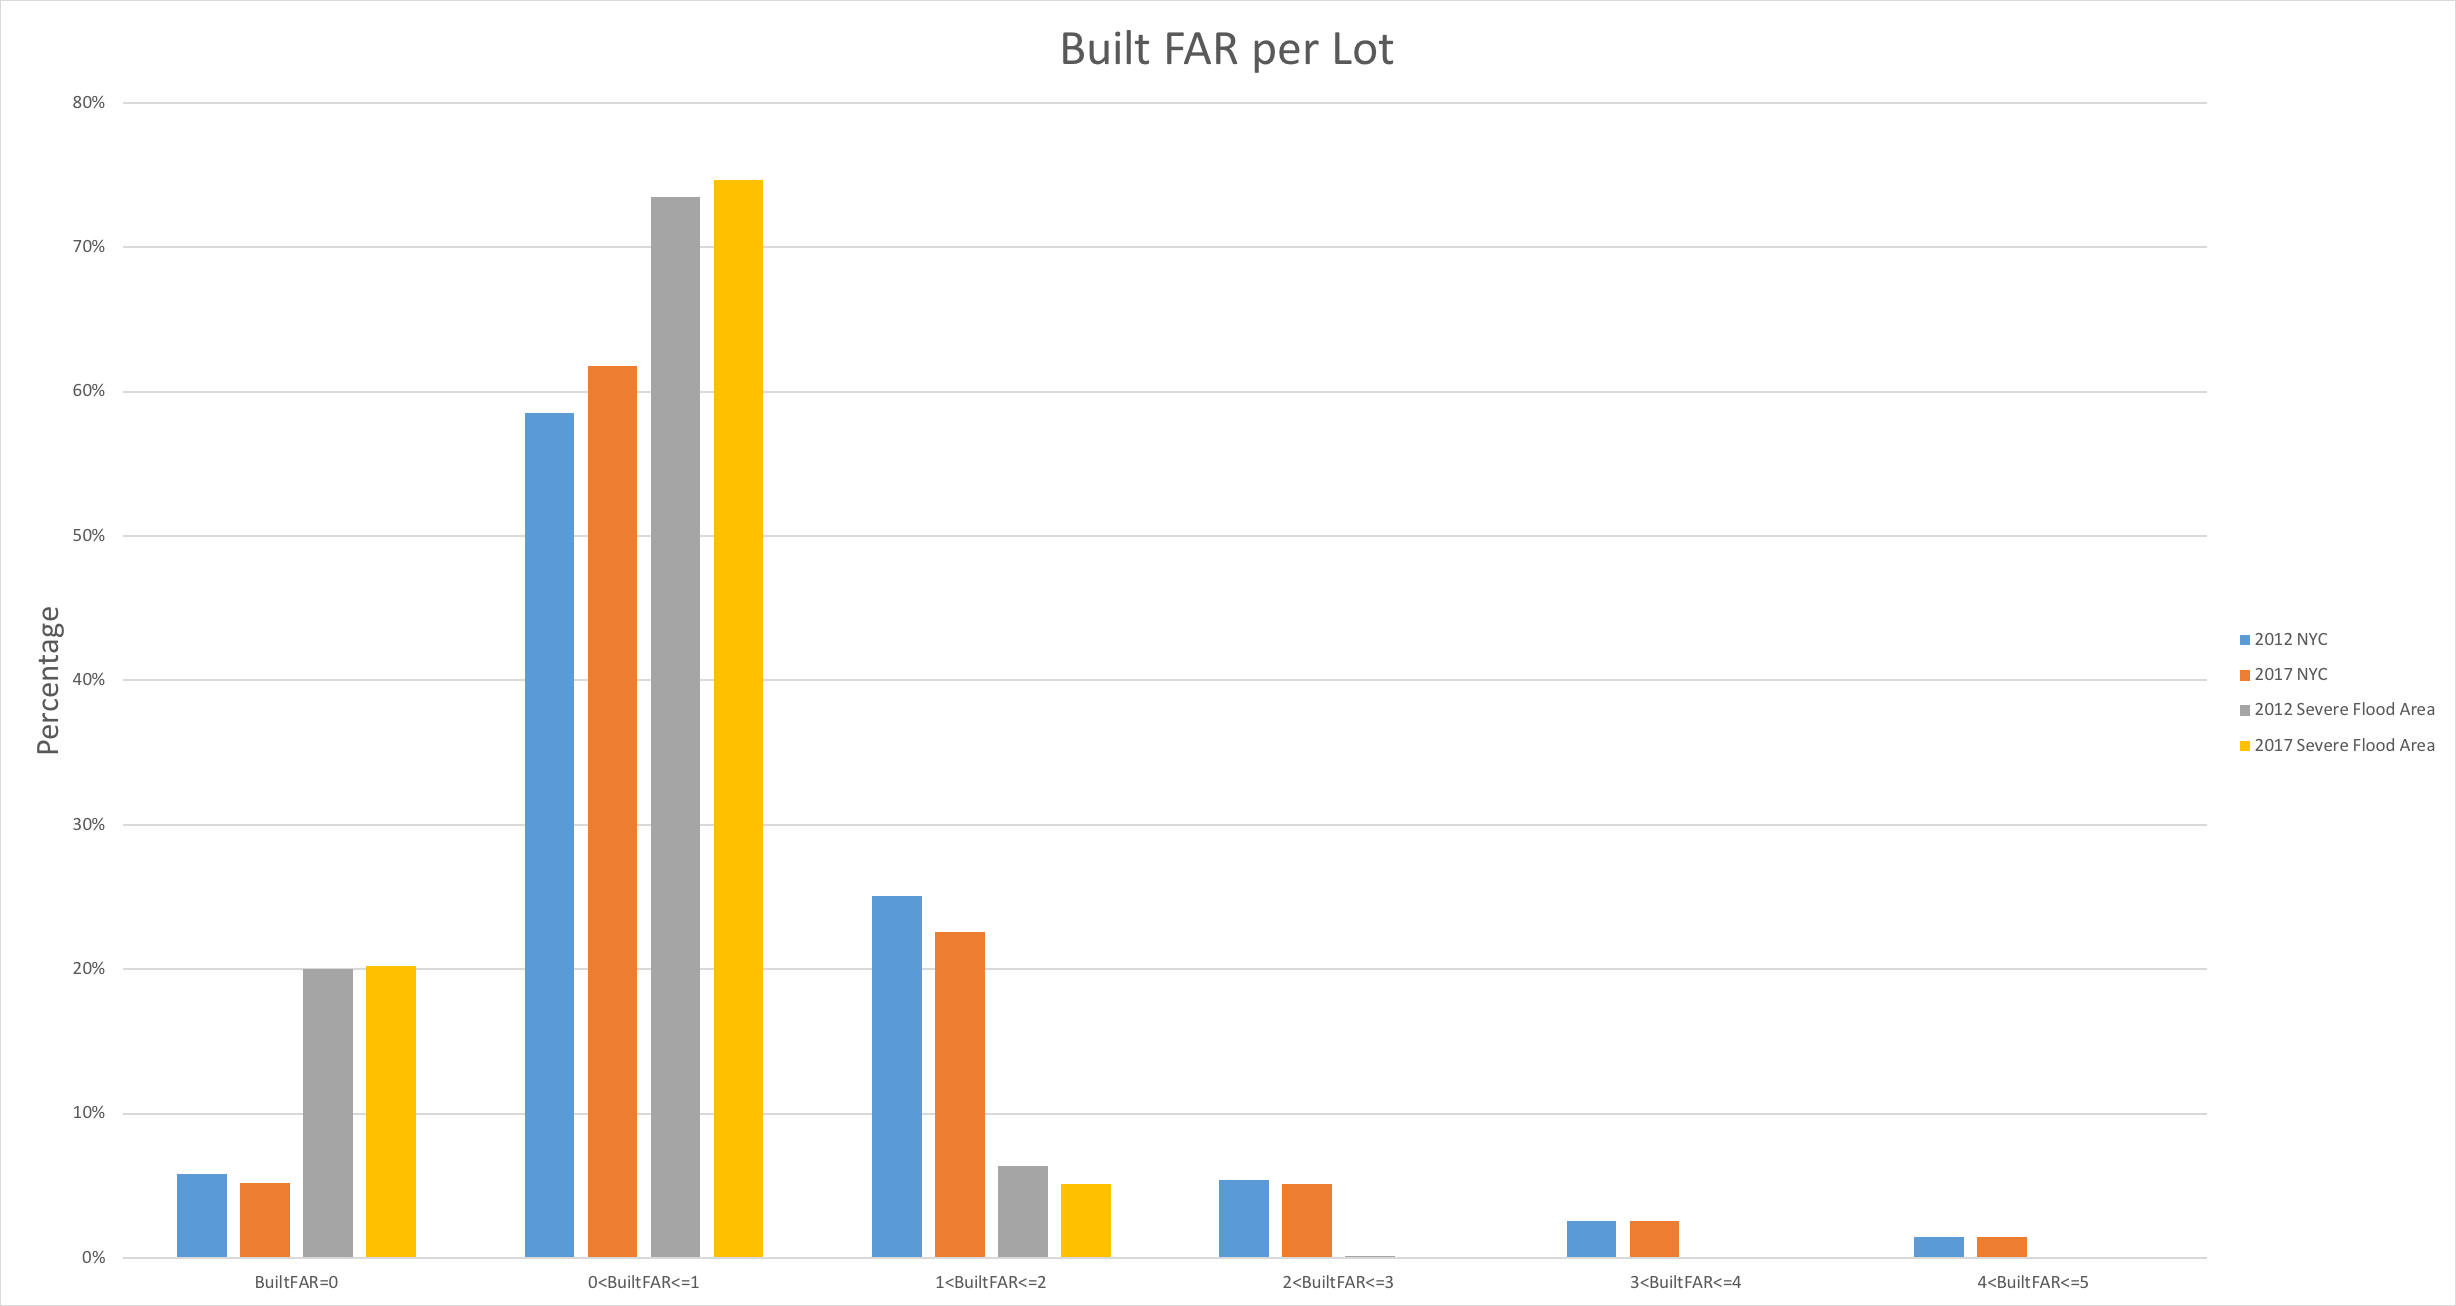 Built FAR per Lot
Percentage
80%
70%
60%
50%
40%
30%
20%
10%
0%
BuiltFAR=0
0<BuiltFAR<=1
1<BuiltFAR<=2
2<BuiltFAR<=3
3<BuiltFAR<=4
4<BuiltFAR<=5
2012 NYC
2017 NYC
2012 Severe Flood Area
2017 Severe Flood Area